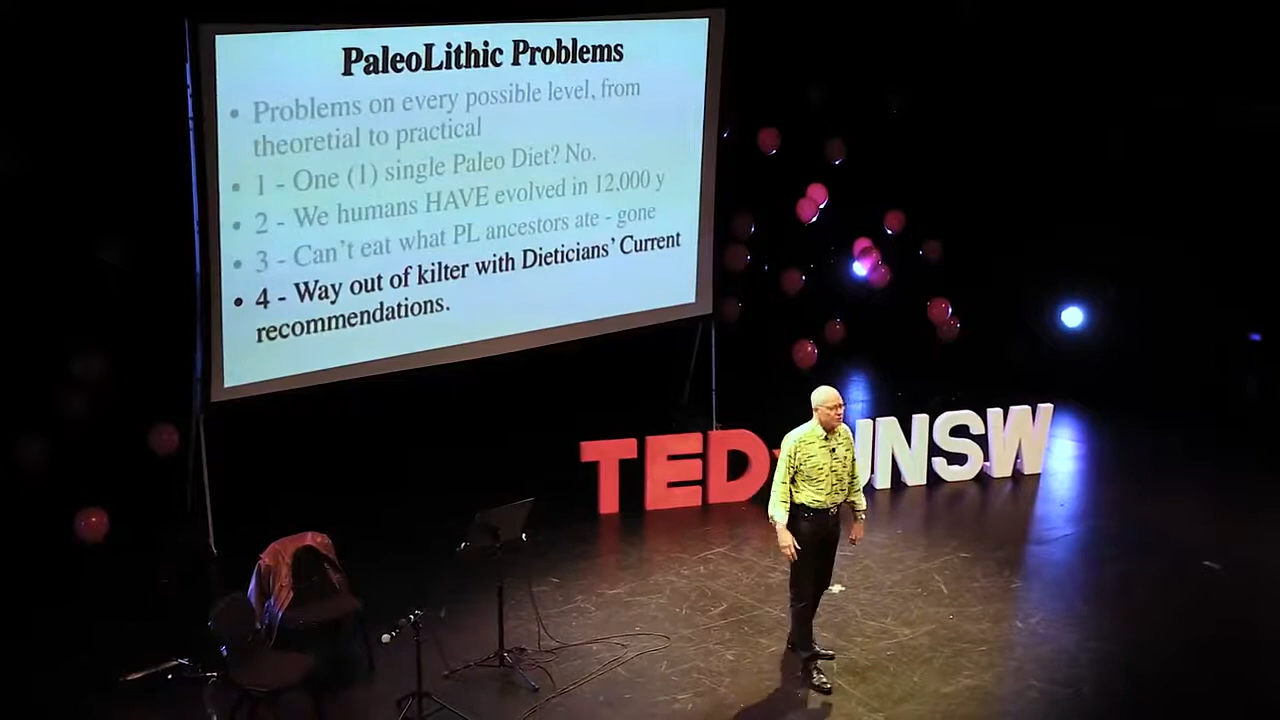 PaleoLithic Problems
• Problems on every possible level, from
theoretial to practical
• 1 - One (1) single Paleo Diet? No.
• 2 - We humans HAVE evolved in 12,000 y
• 3 - Can't eat what PL ancestors ate - gone
• 4 - Way out of kilter with Dieticians' Current
recommendations.
TEDxUNSW